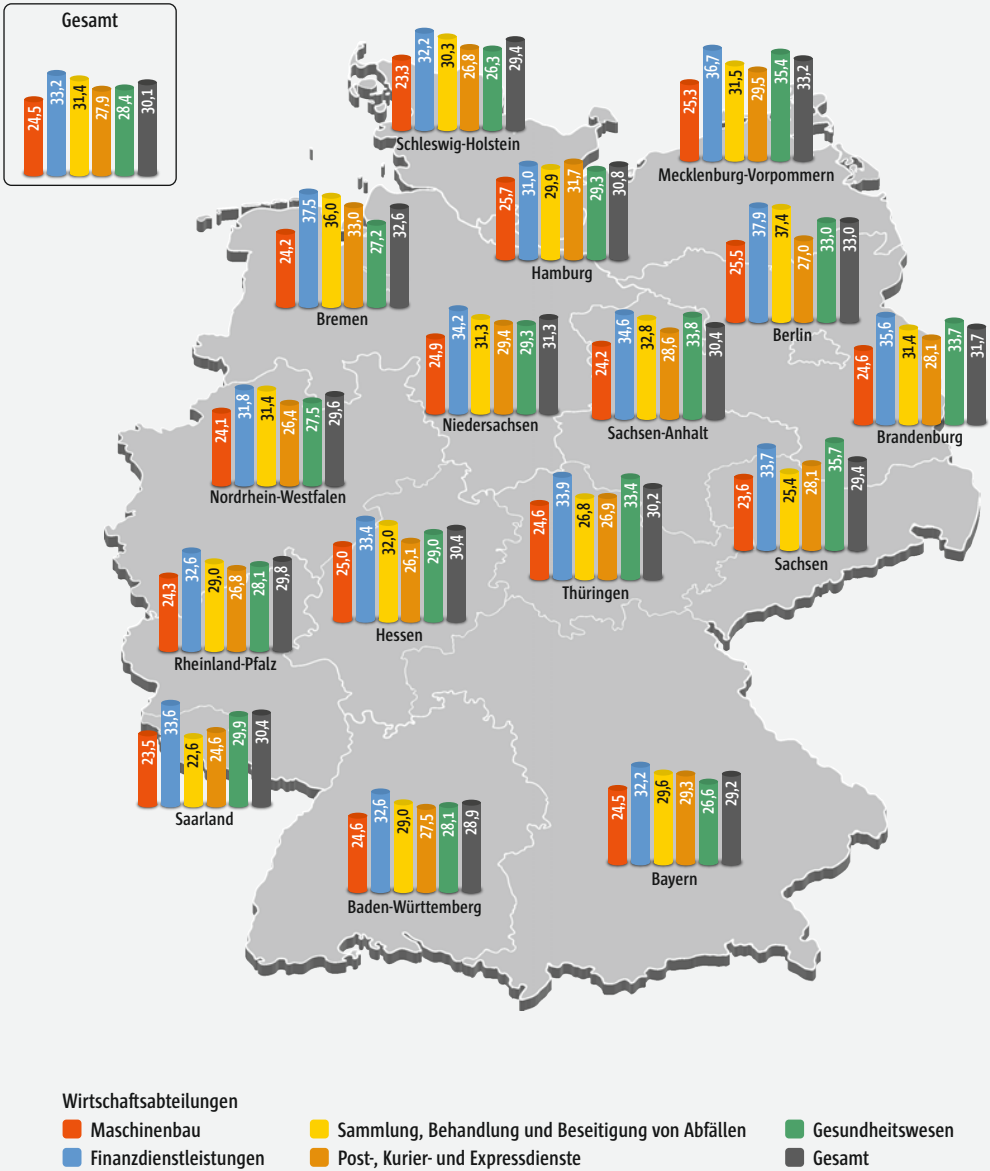 Gesamt
24,5 33,2 31,4 27,9 28,4 30,1
23,3 32,2 30,3 26,8 26,3 29,4
Schleswig-Holstein
25,3 36,7 31,5 29,5 35,4 33,2
Mecklenburg-Vorpommern
25,7 31,0 29,9 31,7 29,3 30,8
Hamburg
24,2 37,5 36,0 33,0 27,2 32,6
Bremen
25,5 37,9 37,4 27,0 33,0 33,0
Berlin
24,9 34,2 31,3 29,4 29,3 31,3
Niedersachsen
24,2 34,6 32,8 28,6 33,8 30,4
Sachsen-Anhalt
24,6 35,6 31,4 28,1 33,7 31,7
Brandenburg
24,1 31,8 31,4 26,4 27,5 29,6
Nordrhein-Westfalen
23,6 33,7 25,4 28,1 35,7 29,4
Sachsen
24,6 33,9 26,8 26,9 33,4 30,2
Thüringen
25,0 33,4 32,0 26,1 29,0 30,4
Hessen
24,3 32,6 29,0 26,8 28,1 29,8
Rheinland-Pfalz
23,5 33,6 22,6 24,6 29,9 30,4
Saarland
24,6 32,6 29,0 27,5 28,1 28,9
Baden-Württemberg
24,5 32,2 29,6 29,3 26,6 29,2
Bayern
Wirtschaftsabteilungen
Maschinenbau
Finanzdienstleistungen
Sammlung, Behandlung und Beseitigung von Abfällen
Post-, Kurier- und Expressdienste
Gesundheitswesen
Gesamt